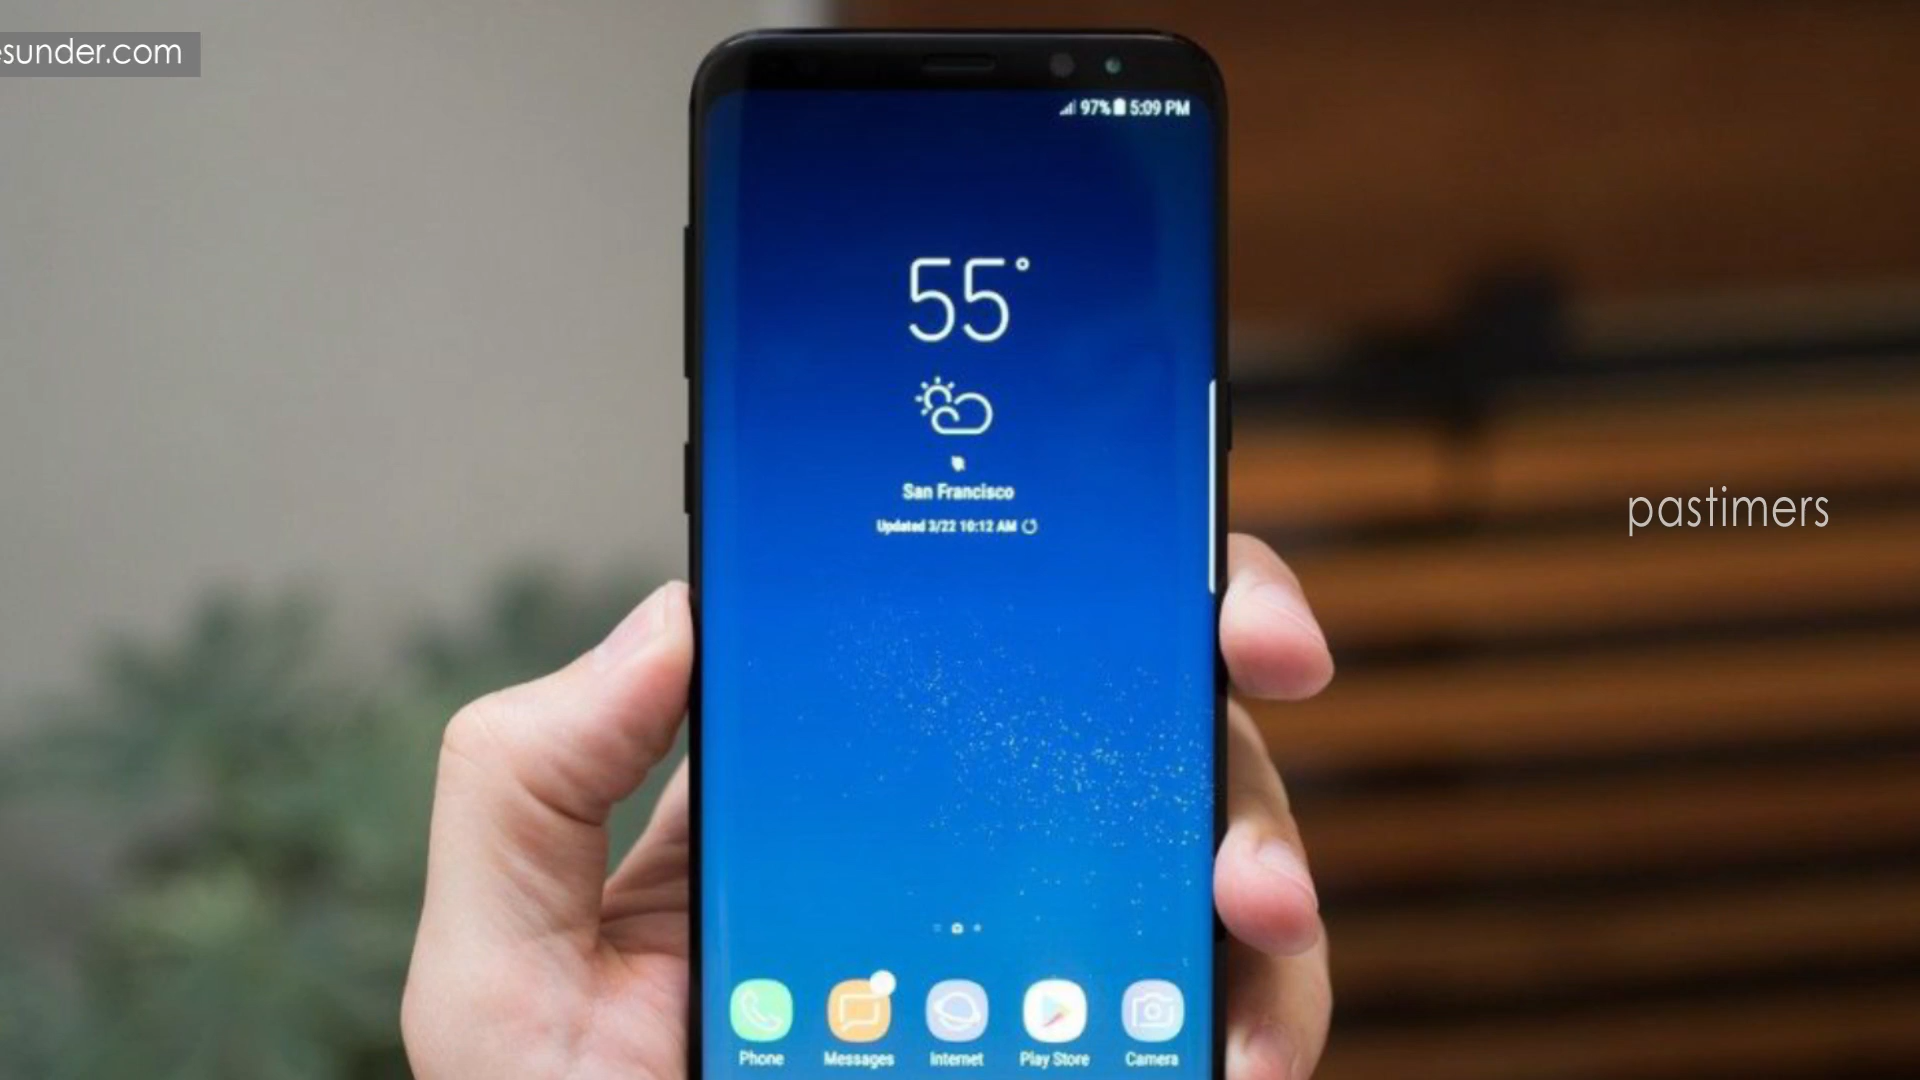 esunder.com
97% 5:09 PM
55°
San Francisco
Updated 3/22 10:12 AM
pastimers
Phone Messages Internet Play Store Camera